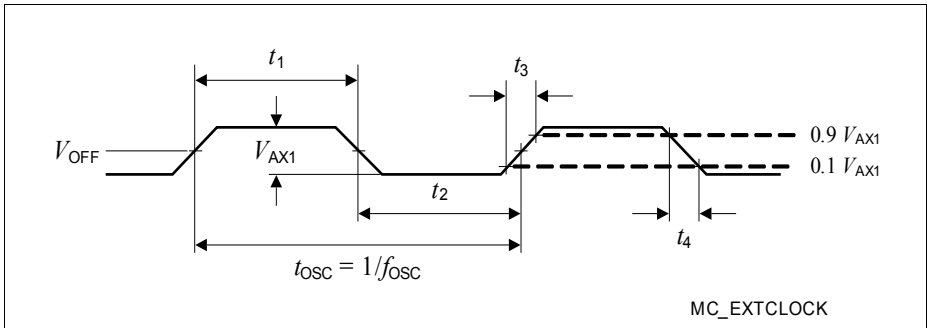 t1
t3
VOFF
VAX1
0.9 VAX1
0.1 VAX1
t2
t4
tOSC = 1/fOSC
MC_EXTCLOCK